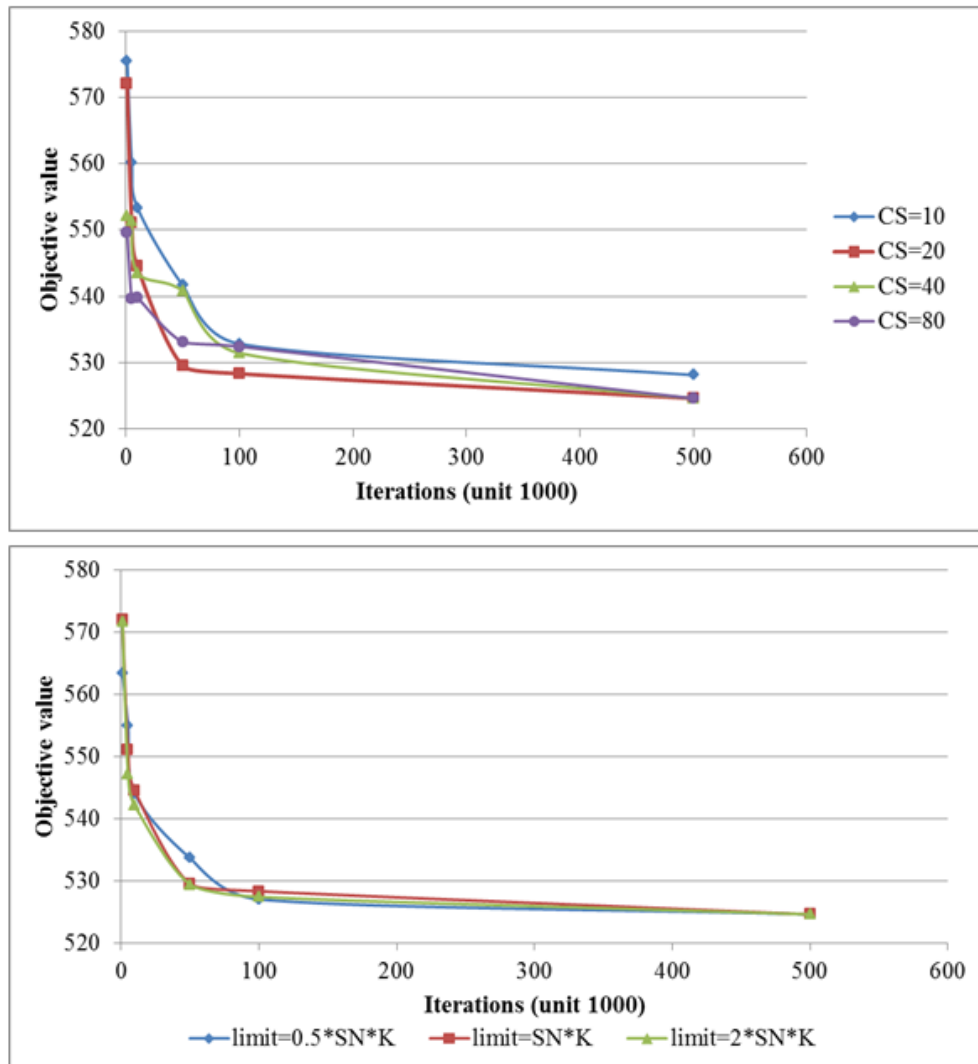 580
570
560
550
540
530
520
Objective value
0 100 200 300 400 500 600
Iterations (unit 1000)
CS=10
CS=20
CS=40
CS=80
580
570
560
550
540
530
520
Objective value
0 100 200 300 400 500 600
Iterations (unit 1000)
limit=0.5*SN*K limit=SN*K limit=2*SN*K